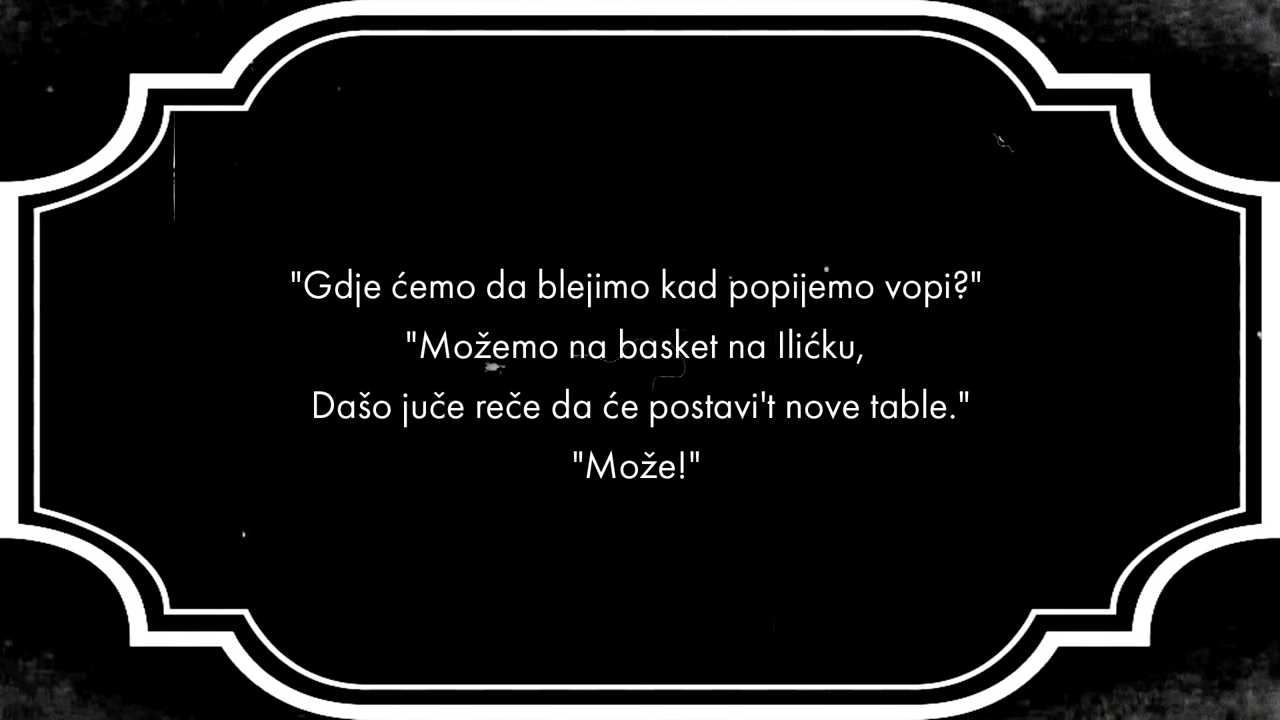 "Gdje ćemo da blejimo kad popijemo vopi?"
"Možemo na basket na Ilićku,
Dašo juče reče da će postavi't nove table."
"Može!"